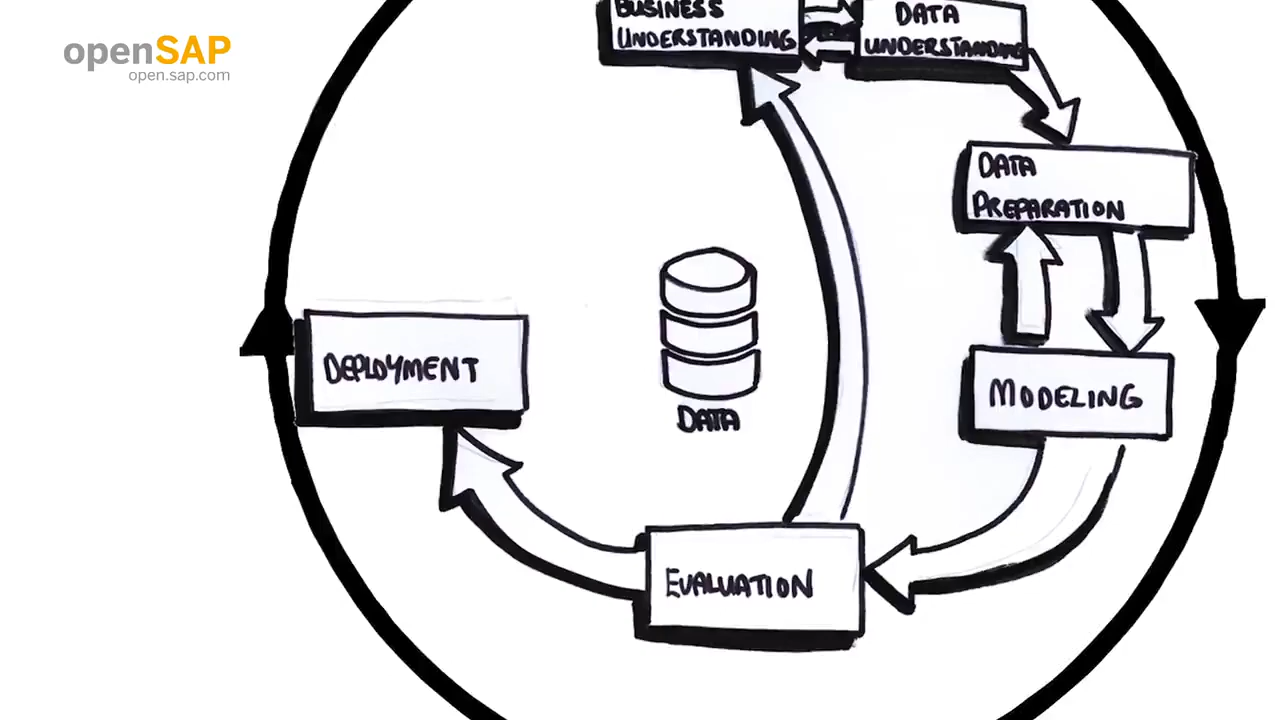 openSAP
open.sap.com
BUSINESS
UNDERSTANDING
DATA
UNDERSTANDING
DATA
PREPARATION
MODELING
EVALUATION
DEPLOYMENT
DATA